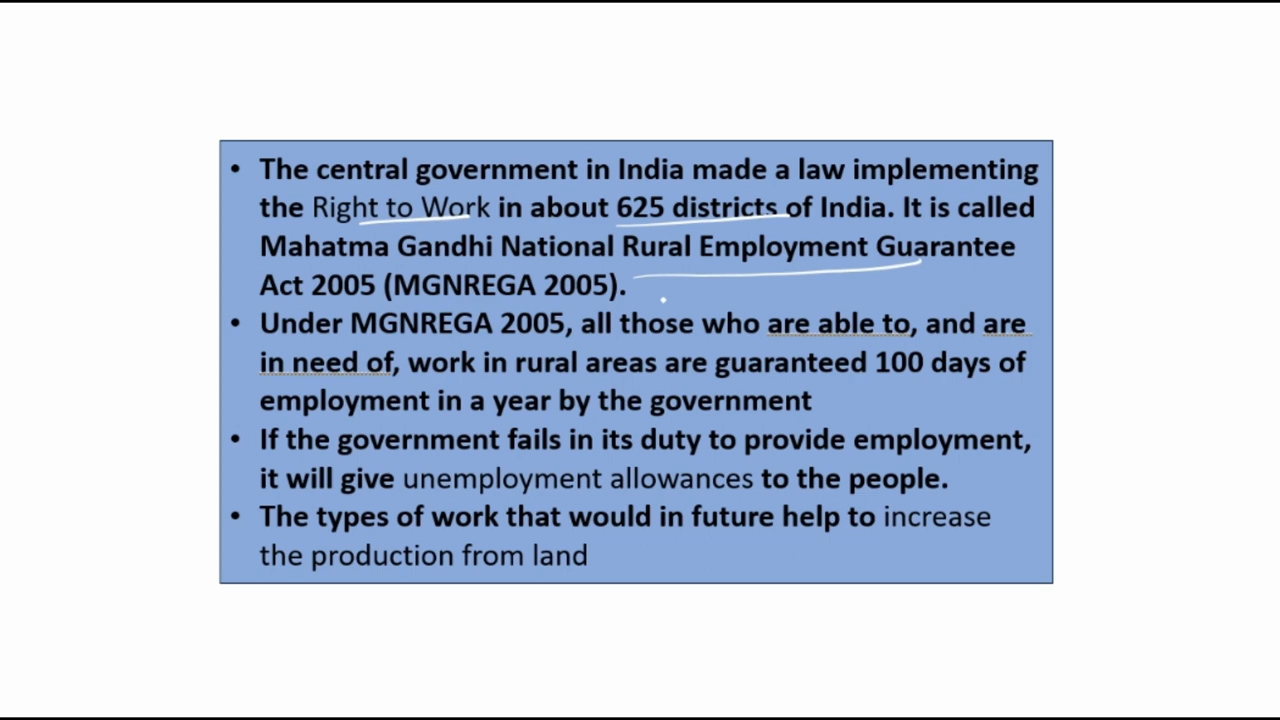 • The central government in India made a law implementing
the Right to Work in about 625 districts of India. It is called
Mahatma Gandhi National Rural Employment Guarantee
Act 2005 (MGNREGA 2005).
• Under MGNREGA 2005, all those who are able to, and are
in need of, work in rural areas are guaranteed 100 days of
employment in a year by the government
• If the government fails in its duty to provide employment,
it will give unemployment allowances to the people.
• The types of work that would in future help to increase
the production from land